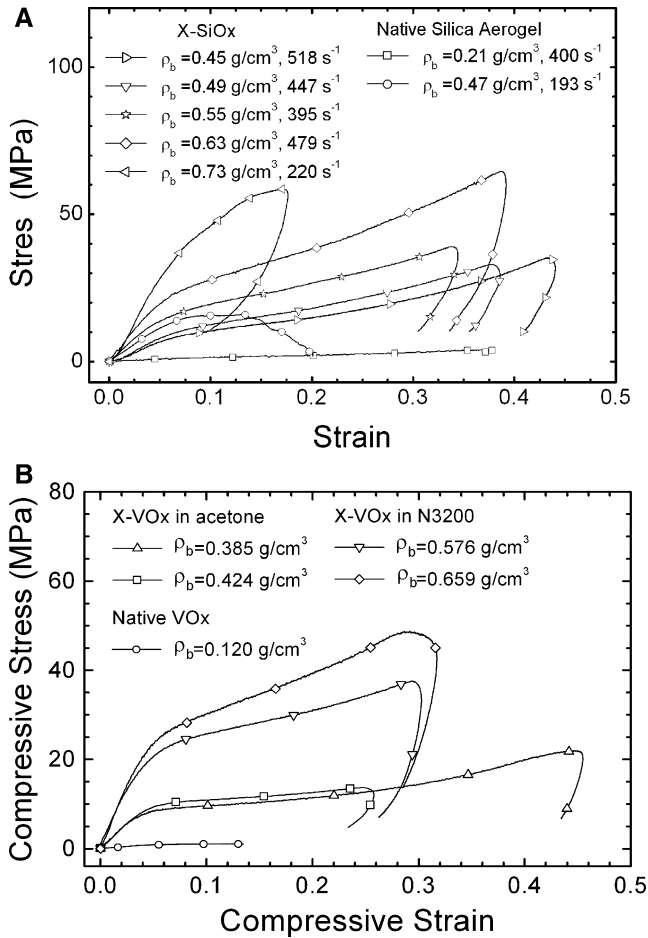 A
X-SiOx
ρb =0.45 g/cm³, 518 s⁻¹
ρb =0.49 g/cm³, 447 s⁻¹
ρb =0.55 g/cm³, 395 s⁻¹
ρb =0.63 g/cm³, 479 s⁻¹
ρb =0.73 g/cm³, 220 s⁻¹
Native Silica Aerogel
ρb =0.21 g/cm³, 400 s⁻¹
ρb =0.47 g/cm³, 193 s⁻¹
Stres (MPa)
100
50
0
0.0 0.1 0.2 0.3 0.4 0.5
Strain
B
X-VOx in acetone
ρb=0.385 g/cm³
ρb=0.424 g/cm³
Native VOx
ρb=0.120 g/cm³
X-VOx in N3200
ρb=0.576 g/cm³
ρb=0.659 g/cm³
Compressive Stress (MPa)
80
60
40
20
0
0.0 0.1 0.2 0.3 0.4 0.5
Compressive Strain